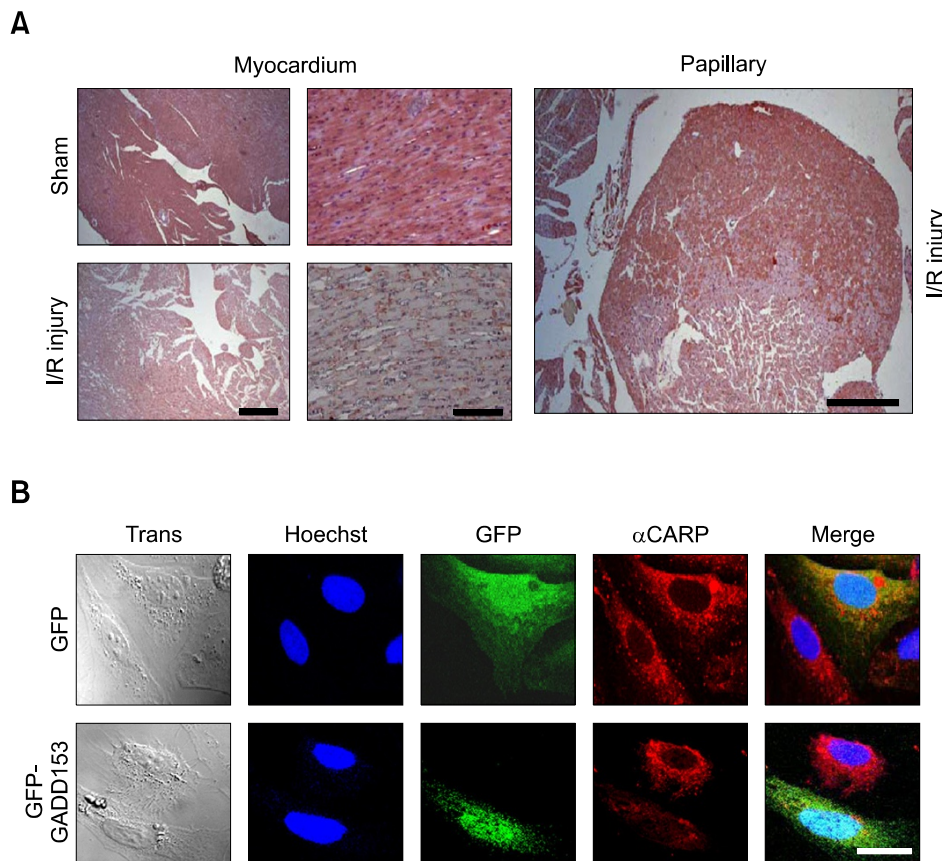 A
Myocardium
Papillary
Sham
I/R injury
I/R injury
B
Trans
Hoechst
GFP
αCARP
Merge
GFP
GFP-
GADD153